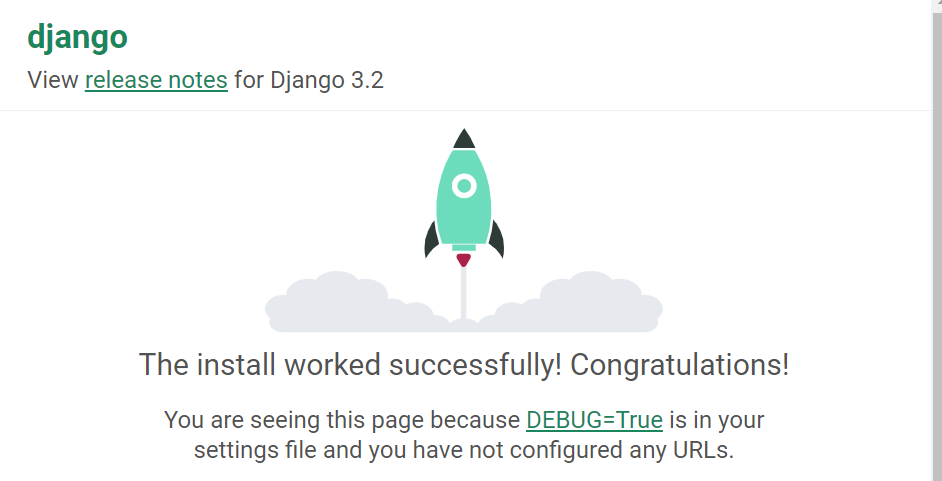 django
View release notes for Django 3.2
The install worked successfully! Congratulations!
You are seeing this page because DEBUG=True is in your
settings file and you have not configured any URLs.